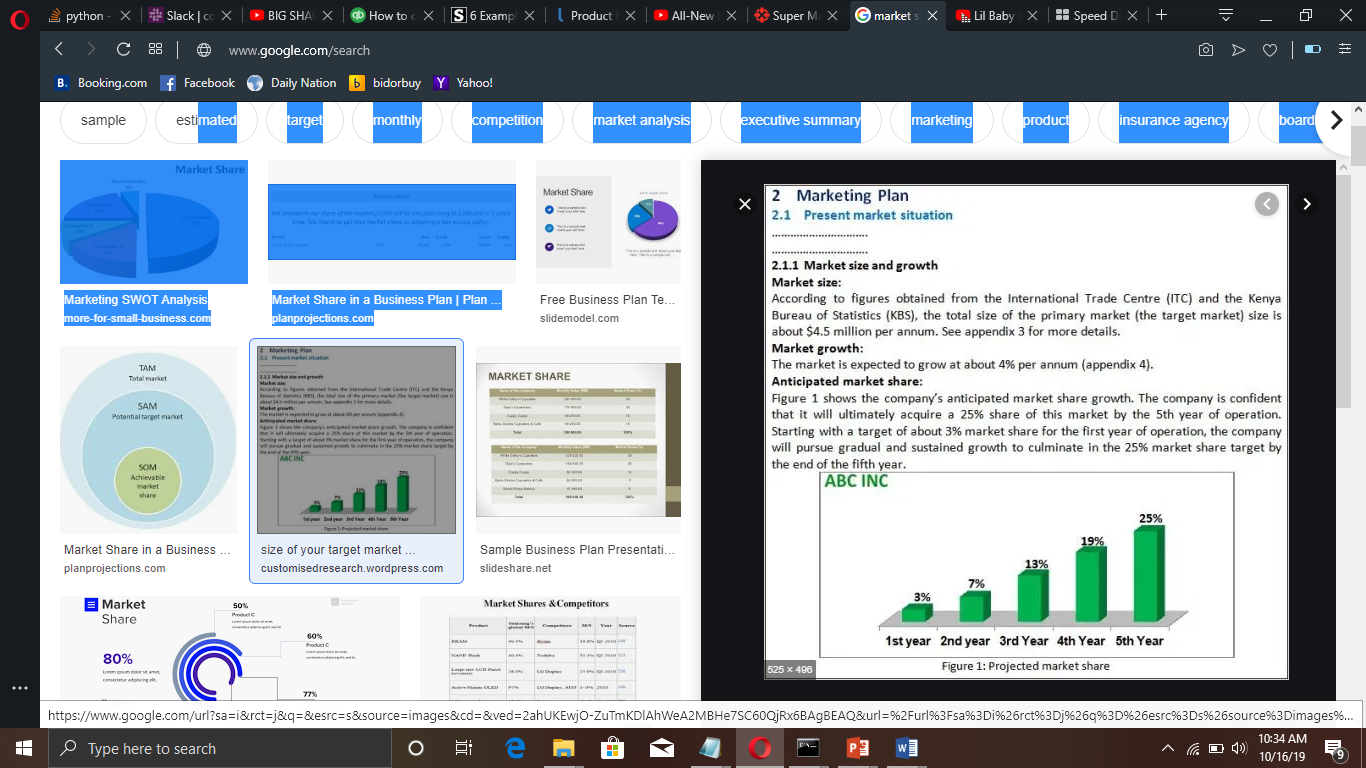 python -
Slack | cc
BIG SHA
How to c
6 Exampl
Product
All-New
Super M
market s
Lil Baby
Speed D
www.google.com/search
Booking.com
Facebook
Daily Nation
bidorbuy
Yahoo!
sample
estimated
target
monthly
competition
market analysis
executive summary
marketing
product
insurance agency
board
Market Share
Marketing SWOT Analysis
more-for-small-business.com
Market Share in a Business Plan | Plan ...
planprojections.com
Market Share
Free Business Plan Te...
slidemodel.com
TAM
Total market
SAM
Potential target market
SOM
Achievable
market
share
Market Share in a Business ...
planprojections.com
size of your target market ...
customisedresearch.wordpress.com
MARKET SHARE
Sample Business Plan Presentati...
slideshare.net
Market
Share
80%
50%
Product C
60%
Product C
77%
Market Shares &Competitors
2 Marketing Plan
2.1 Present market situation
................................
................................
2.1.1 Market size and growth
Market size:
According to figures obtained from the International Trade Centre (ITC) and the Kenya
Bureau of Statistics (KBS), the total size of the primary market (the target market) size is
about $4.5 million per annum. See appendix 3 for more details.
Market growth:
The market is expected to grow at about 4% per annum (appendix 4).
Anticipated market share:
Figure 1 shows the company's anticipated market share growth. The company is confident
that it will ultimately acquire a 25% share of this market by the 5th year of operation.
Starting with a target of about 3% market share for the first year of operation, the company
will pursue gradual and sustained growth to culminate in the 25% market share target by
the end of the fifth year.
ABC INC
3%
7%
13%
19%
25%
1st year 2nd year 3rd Year 4th Year 5th Year
Figure 1: Projected market share
525 × 496
https://www.google.com/url?sa=i&rct=j&q=&esrc=s&source=images&cd=&ved=2ahUKEwjO-ZuTmKDlAhWeA2MBHe7SC60QjRx6BAgBEAQ&url=%2Furl%3Fsa%3Di%26rct%3Dj%26q%3D%26esrc%3Ds%26source%3Dimages%...
Type here to search
10:34 AM
10/16/19
9